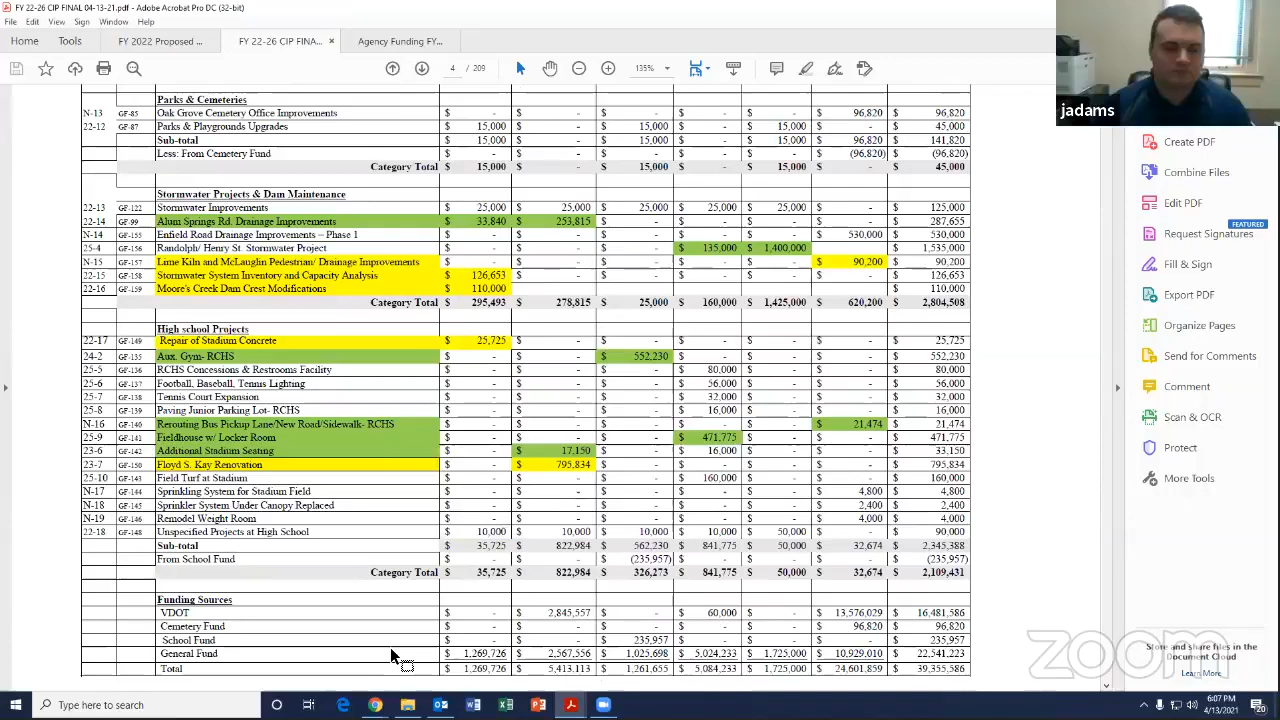 FY 22-26 CIP FINAL 04-13-21.pdf - Adobe Acrobat Pro DC (32-bit)
File Edit View Sign Window Help
Home Tools FY 2022 Proposed ... FY 22-26 CIP FINA... × Agency Funding FY...
4 / 209 135%
jadams
Parks & Cemeteries
N-13 GF-85 Oak Grove Cemetery Office Improvements $ - $ - $ - $ - $ - $ 96,820 $ 96,820
22-12 GF-87 Parks & Playgrounds Upgrades $ 15,000 $ - $ 15,000 $ - $ 15,000 $ - $ 45,000
Sub-total $ 15,000 $ - $ 15,000 $ - $ 15,000 $ 96,820 $ 141,820
Less: From Cemetery Fund $ - $ - $ - $ - $ - $ (96,820) $ (96,820)
Category Total $ 15,000 $ - $ 15,000 $ - $ 15,000 $ - $ 45,000
Stormwater Projects & Dam Maintenance
22-13 GF-122 Stormwater Improvements $ 25,000 $ 25,000 $ 25,000 $ 25,000 $ 25,000 $ - $ 125,000
22-14 GF-99 Alum Springs Rd. Drainage Improvements $ 33,840 $ 253,815 $ - $ - $ - $ - $ 287,655
N-14 GF-155 Enfield Road Drainage Improvements – Phase 1 $ - $ - $ - $ - $ - $ 530,000 $ 530,000
25-4 GF-156 Randolph/ Henry St. Stormwater Project $ - $ - $ - $ 135,000 $ 1,400,000 $ - $ 1,535,000
N-15 GF-157 Lime Kiln and McLaughlin Pedestrian/ Drainage Improvements $ - $ - $ - $ - $ - $ 90,200 $ 90,200
22-15 GF-158 Stormwater System Inventory and Capacity Analysis $ 126,653 $ - $ - $ - $ - $ - $ 126,653
22-16 GF-159 Moore's Creek Dam Crest Modifications $ 110,000 $ - $ - $ - $ - $ - $ 110,000
Category Total $ 295,493 $ 278,815 $ 25,000 $ 160,000 $ 1,425,000 $ 620,200 $ 2,804,508
High school Projects
22-17 GF-149 Repair of Stadium Concrete $ 25,725 $ - $ - $ - $ - $ - $ 25,725
24-2 GF-135 Aux. Gym- RCHS $ - $ - $ 552,230 $ - $ - $ - $ 552,230
25-5 GF-136 RCHS Concessions & Restrooms Facility $ - $ - $ - $ 80,000 $ - $ - $ 80,000
25-6 GF-137 Football, Baseball, Tennis Lighting $ - $ - $ - $ 56,000 $ - $ - $ 56,000
25-7 GF-138 Tennis Court Expansion $ - $ - $ - $ 32,000 $ - $ - $ 32,000
25-8 GF-139 Paving Junior Parking Lot- RCHS $ - $ - $ - $ 16,000 $ - $ - $ 16,000
N-16 GF-140 Rerouting Bus Pickup Lane/New Road/Sidewalk- RCHS $ - $ - $ - $ - $ - $ 21,474 $ 21,474
25-9 GF-141 Fieldhouse w/ Locker Room $ - $ - $ - $ 471,775 $ - $ - $ 471,775
23-6 GF-142 Additional Stadium Seating $ - $ 17,150 $ - $ 16,000 $ - $ - $ 33,150
23-7 GF-150 Floyd S. Kay Renovation $ - $ 795,834 $ - $ - $ - $ - $ 795,834
25-10 GF-143 Field Turf at Stadium $ - $ - $ - $ 160,000 $ - $ - $ 160,000
N-17 GF-144 Sprinkling System for Stadium Field $ - $ - $ - $ - $ - $ 4,800 $ 4,800
N-18 GF-145 Sprinkler System Under Canopy Replaced $ - $ - $ - $ - $ - $ 2,400 $ 2,400
N-19 GF-146 Remodel Weight Room $ - $ - $ - $ - $ - $ 4,000 $ 4,000
22-18 GF-148 Unspecified Projects at High School $ 10,000 $ 10,000 $ 10,000 $ 10,000 $ 50,000 $ - $ 90,000
Sub-total $ 35,725 $ 822,984 $ 562,230 $ 841,775 $ 50,000 $ 32,674 $ 2,345,388
From School Fund $ - $ - $ (235,957) $ - $ - $ - $ (235,957)
Category Total $ 35,725 $ 822,984 $ 326,273 $ 841,775 $ 50,000 $ 32,674 $ 2,109,431
Funding Sources
VDOT $ - $ 2,845,557 $ - $ 60,000 $ - $ 13,576,029 $ 16,481,586
Cemetery Fund $ - $ - $ - $ - $ - $ 96,820 $ 96,820
School Fund $ - $ - $ 235,957 $ - $ - $ - $ 235,957
General Fund $ 1,269,726 $ 2,567,556 $ 1,025,698 $ 5,024,233 $ 1,725,000 $ 10,929,010 $ 22,541,223
Total $ 1,269,726 $ 5,413,113 $ 1,261,655 $ 5,084,233 $ 1,725,000 $ 24,601,859 $ 39,355,586
Create PDF
Combine Files
Edit PDF
FEATURED
Request Signatures
Fill & Sign
Export PDF
Organize Pages
Send for Comments
Comment
Scan & OCR
Protect
More Tools
zoom
Store and share files in the
Document Cloud
Learn More
Type here to search
6:07 PM
4/13/2021
20